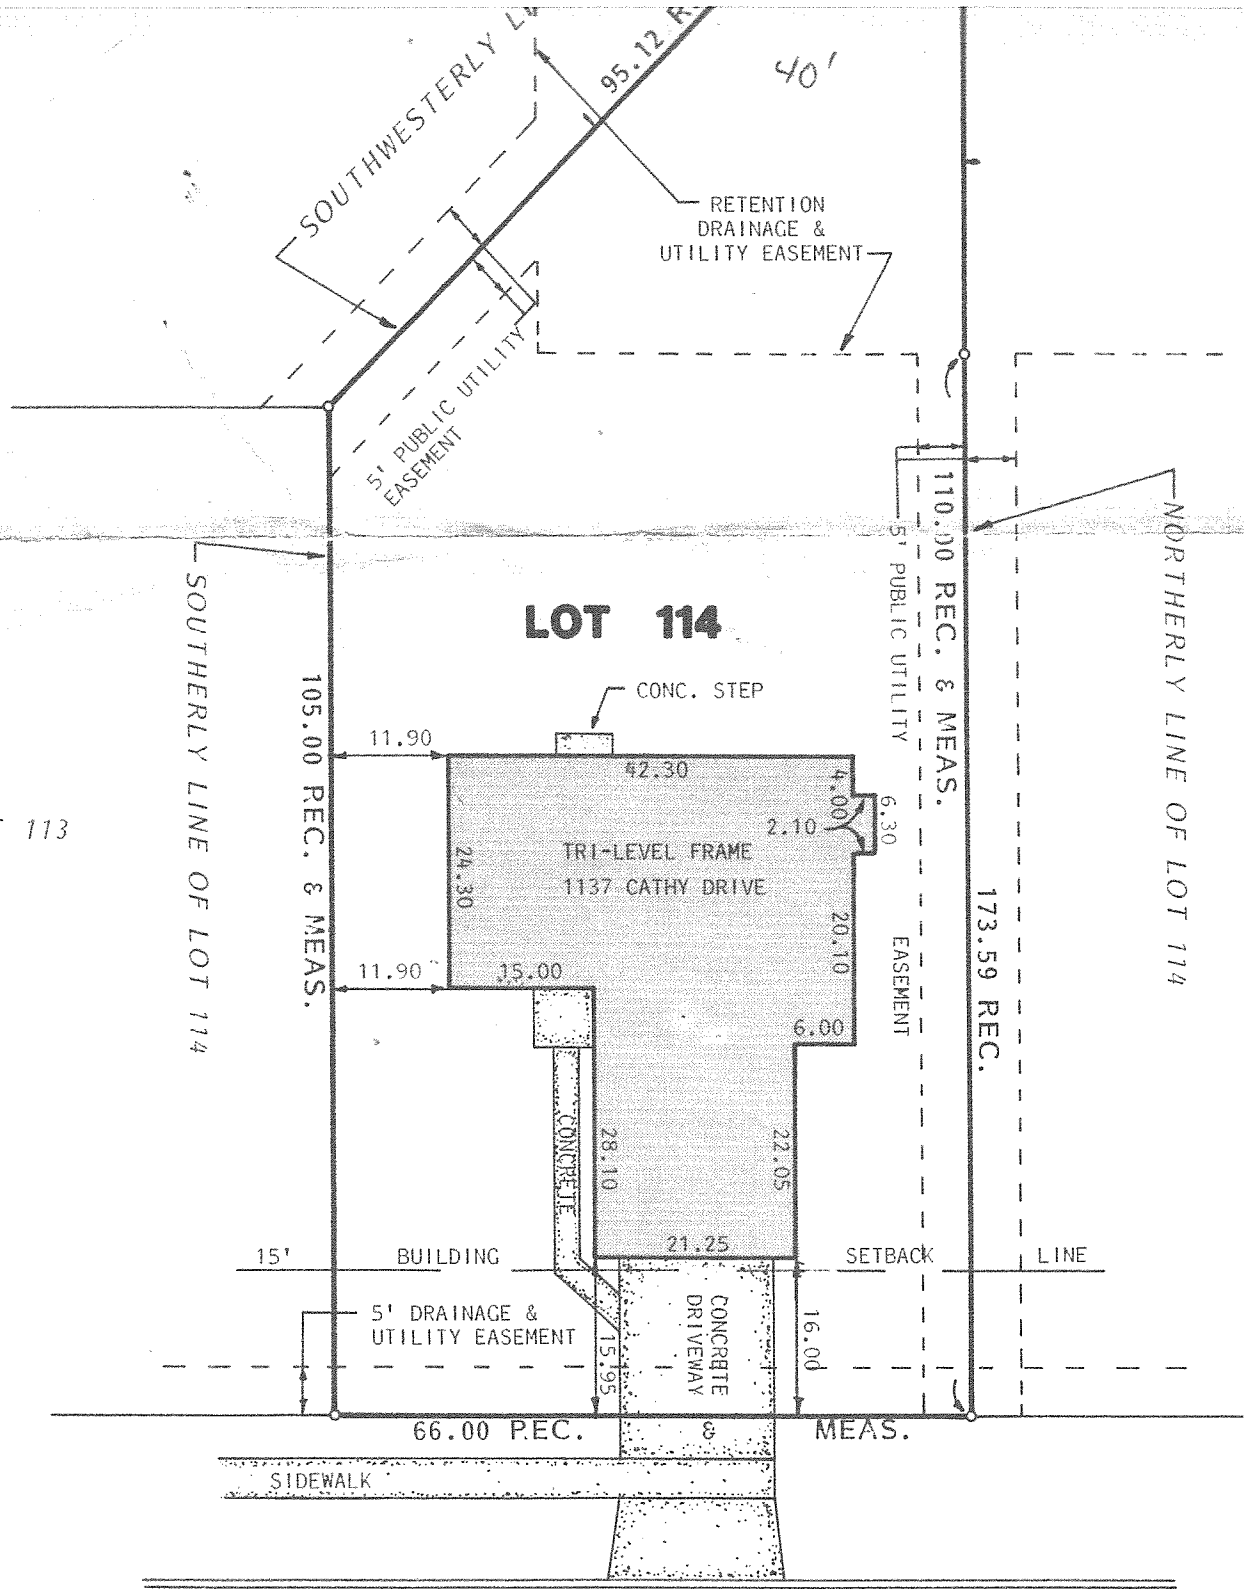 SOUTHWESTERLY
95.12
40'
RETENTION
DRAINAGE &
UTILITY EASEMENT
5' PUBLIC UTILITY
EASEMENT
110.00 REC. & MEAS.
5' PUBLIC UTILITY
EASEMENT
NORTHERLY LINE OF LOT 114
SOUTHERLY LINE OF LOT 114
105.00 REC. & MEAS.
LOT 114
CONC. STEP
11.90
42.30
4.00
6.30
2.10
113
TRI-LEVEL FRAME
1137 CATHY DRIVE
24.30
20.10
173.59 REC.
11.90
15.00
6.00
CONCRETE
28.10
22.05
21.25
15' BUILDING SETBACK LINE
5' DRAINAGE &
UTILITY EASEMENT
15.95
CONCRETE
DRIVEWAY
16.00
66.00 REC. & MEAS.
SIDEWALK